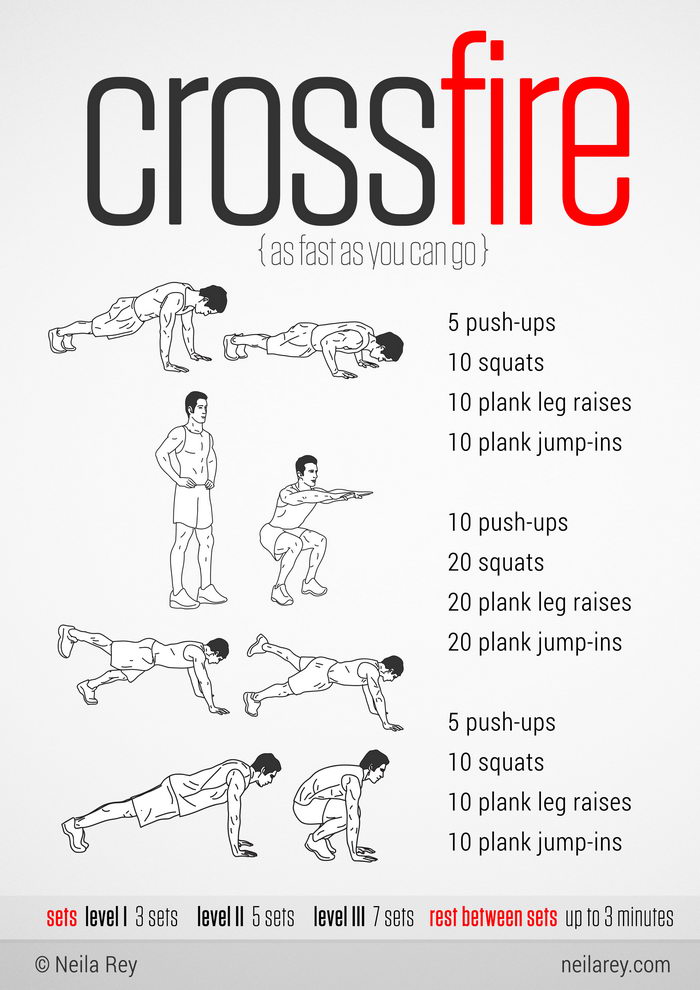 crossfire
{ as fast as you can go }
5 push-ups
10 squats
10 plank leg raises
10 plank jump-ins
10 push-ups
20 squats
20 plank leg raises
20 plank jump-ins
5 push-ups
10 squats
10 plank leg raises
10 plank jump-ins
sets level I 3 sets level II 5 sets level III 7 sets rest between sets up to 3 minutes
© Neila Rey neilarey.com